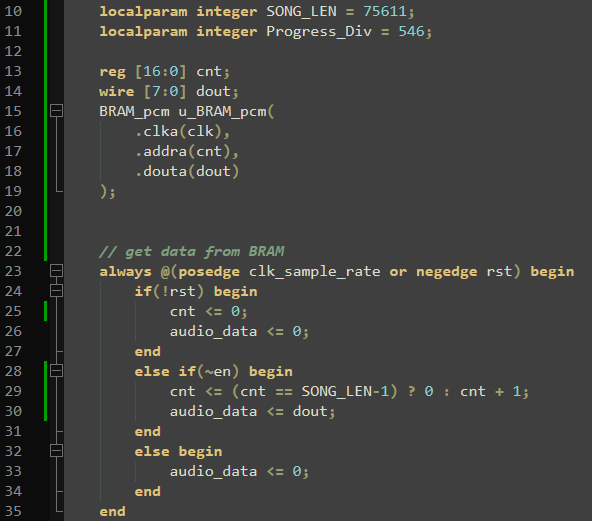 10 localparam integer SONG_LEN = 75611;
11 localparam integer Progress_Div = 546;
12
13 reg [16:0] cnt;
14 wire [7:0] dout;
15 BRAM_pcm u_BRAM_pcm(
16 .clka(clk),
17 .addra(cnt),
18 .douta(dout)
19 );
20
21
22 // get data from BRAM
23 always @(posedge clk_sample_rate or negedge rst) begin
24 if(!rst) begin
25 cnt <= 0;
26 audio_data <= 0;
27 end
28 else if(~en) begin
29 cnt <= (cnt == SONG_LEN-1) ? 0 : cnt + 1;
30 audio_data <= dout;
31 end
32 else begin
33 audio_data <= 0;
34 end
35 end